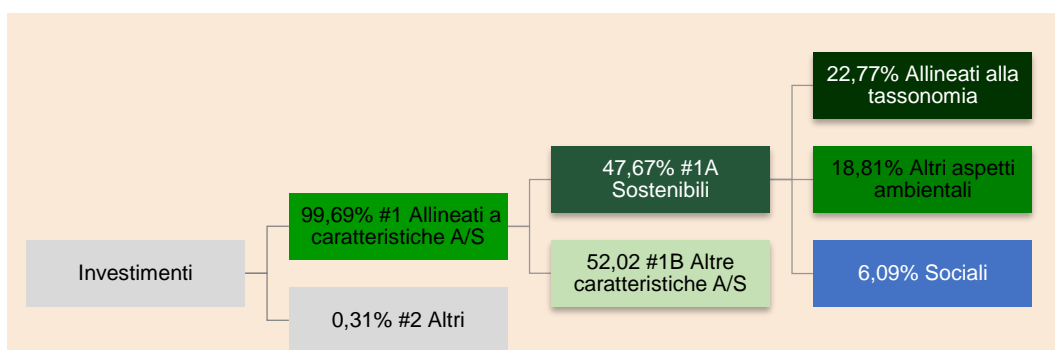 Investimenti
99,69% #1 Allineati a
caratteristiche A/S
0,31% #2 Altri
47,67% #1A
Sostenibili
52,02 #1B Altre
caratteristiche A/S
22,77% Allineati alla
tassonomia
18,81% Altri aspetti
ambientali
6,09% Sociali